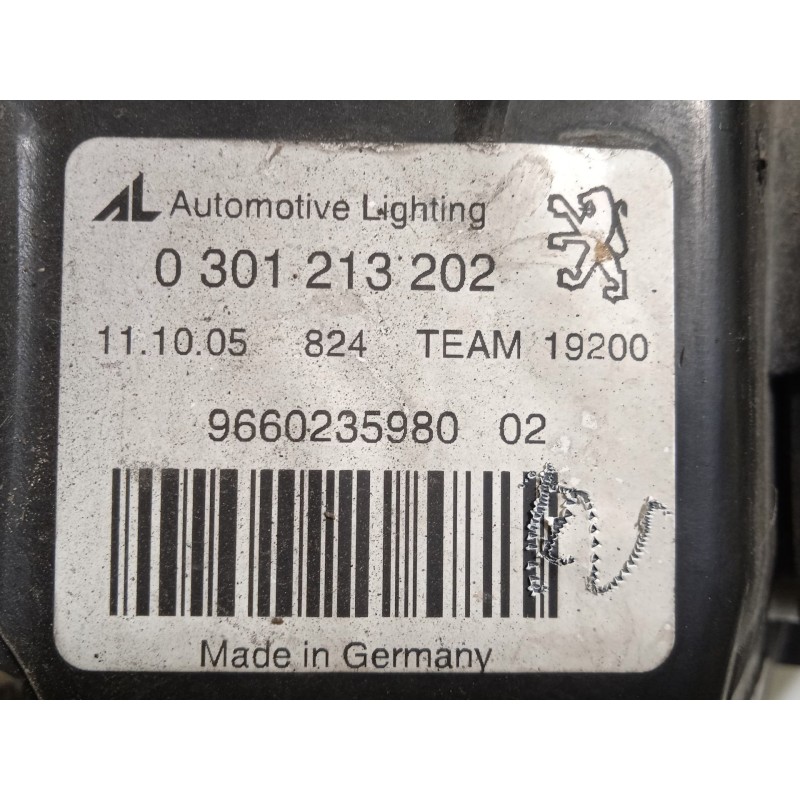 AL Automotive Lighting
0 301 213 202
11.10.05 824 TEAM 19200
9660235980 02
Made in Germany